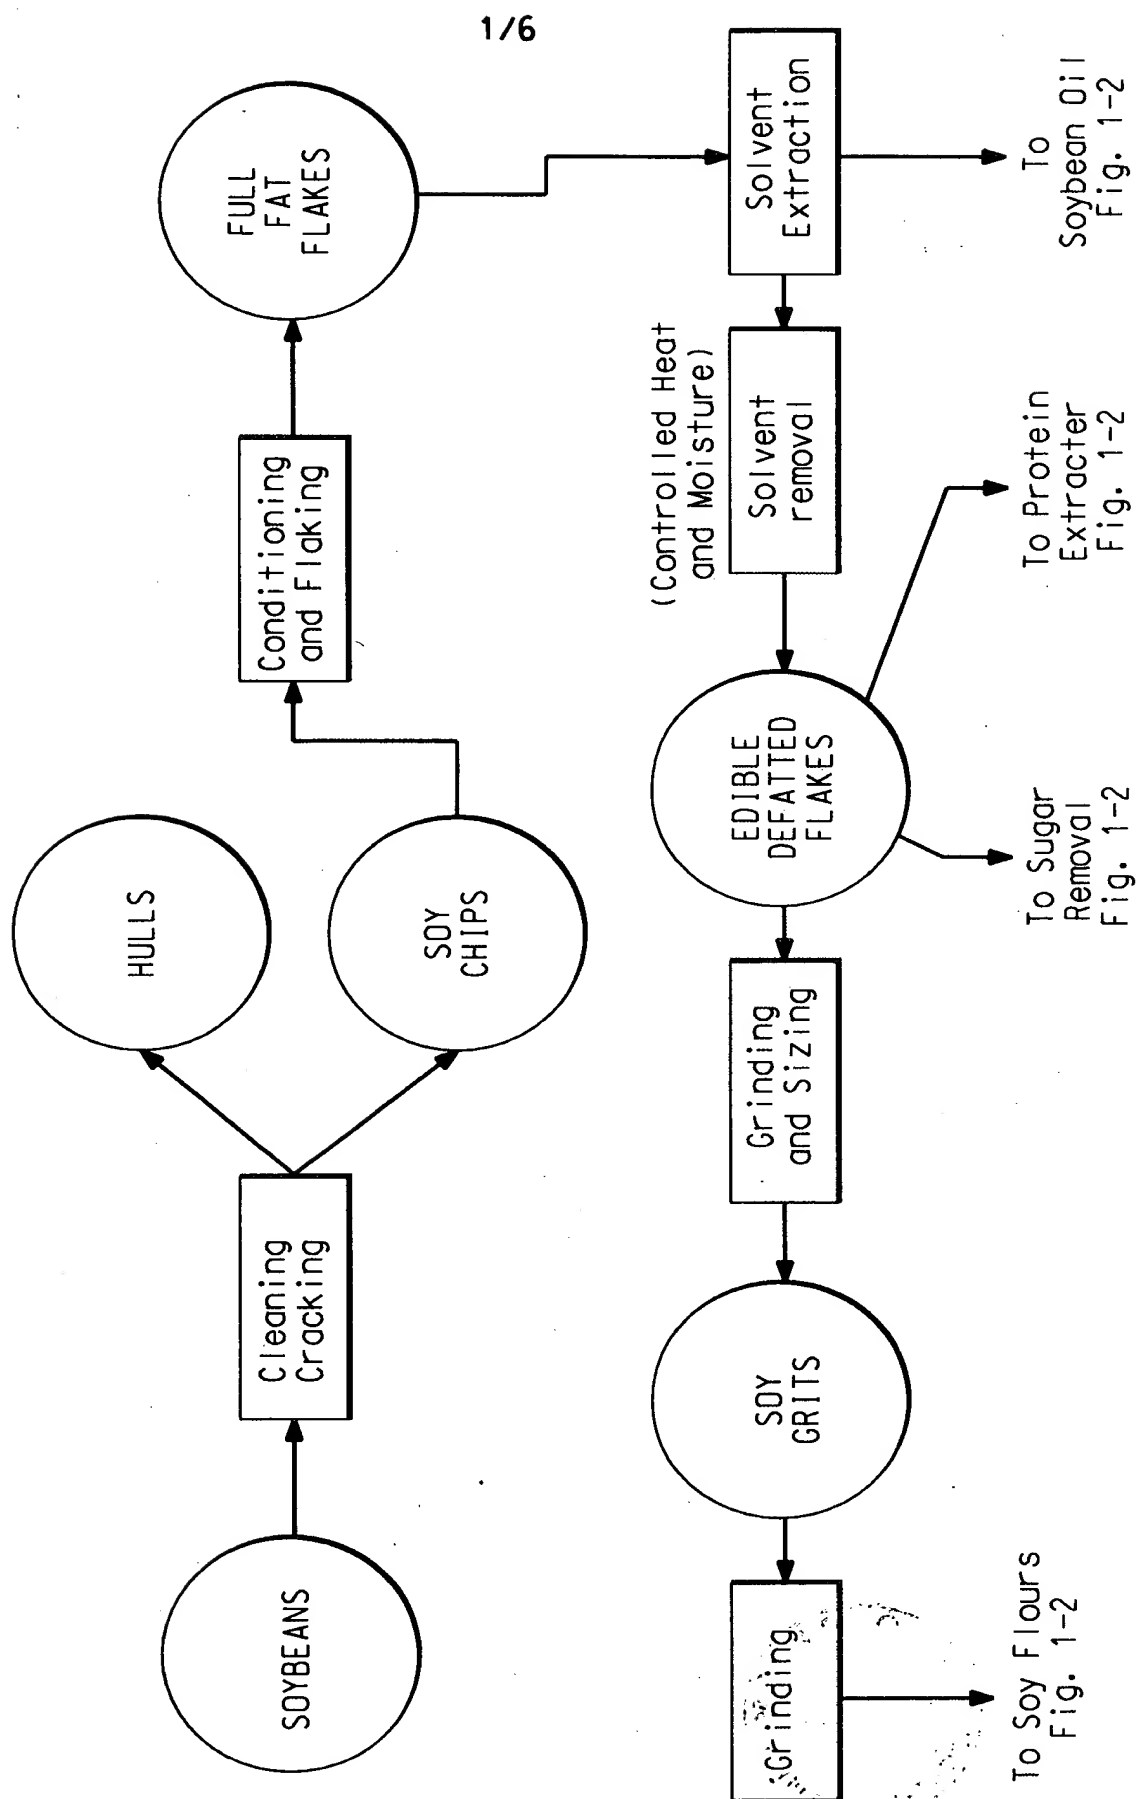 1/6
SOYBEANS
Cleaning
Cracking
HULLS
SOY
CHIPS
Conditioning
and Flaking
FULL
FAT
FLAKES
Solvent
Extraction
To
Soybean Oil
Fig. 1-2
(Controlled Heat
and Moisture)
Solvent
removal
EDIBLE
DEFATTED
FLAKES
To Protein
Extracter
Fig. 1-2
To Sugar
Removal
Fig. 1-2
Grinding
and Sizing
SOY
GRITS
Grinding
To Soy Flours
Fig. 1-2